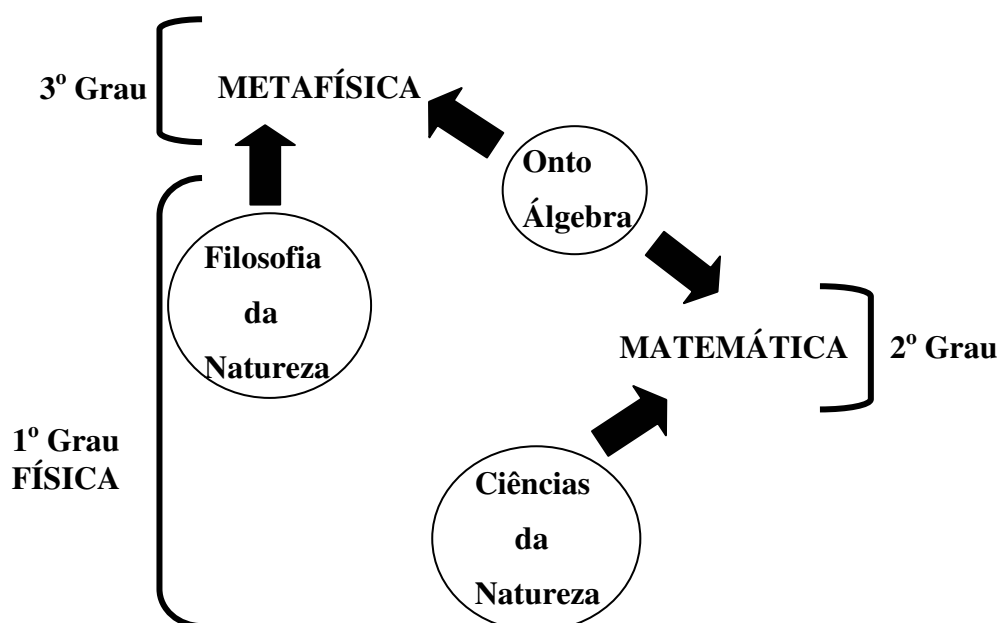 3º Grau
METAFÍSICA
Onto
Álgebra
Filosofia
da
Natureza
MATEMÁTICA
2º Grau
1º Grau
FÍSICA
Ciências
da
Natureza